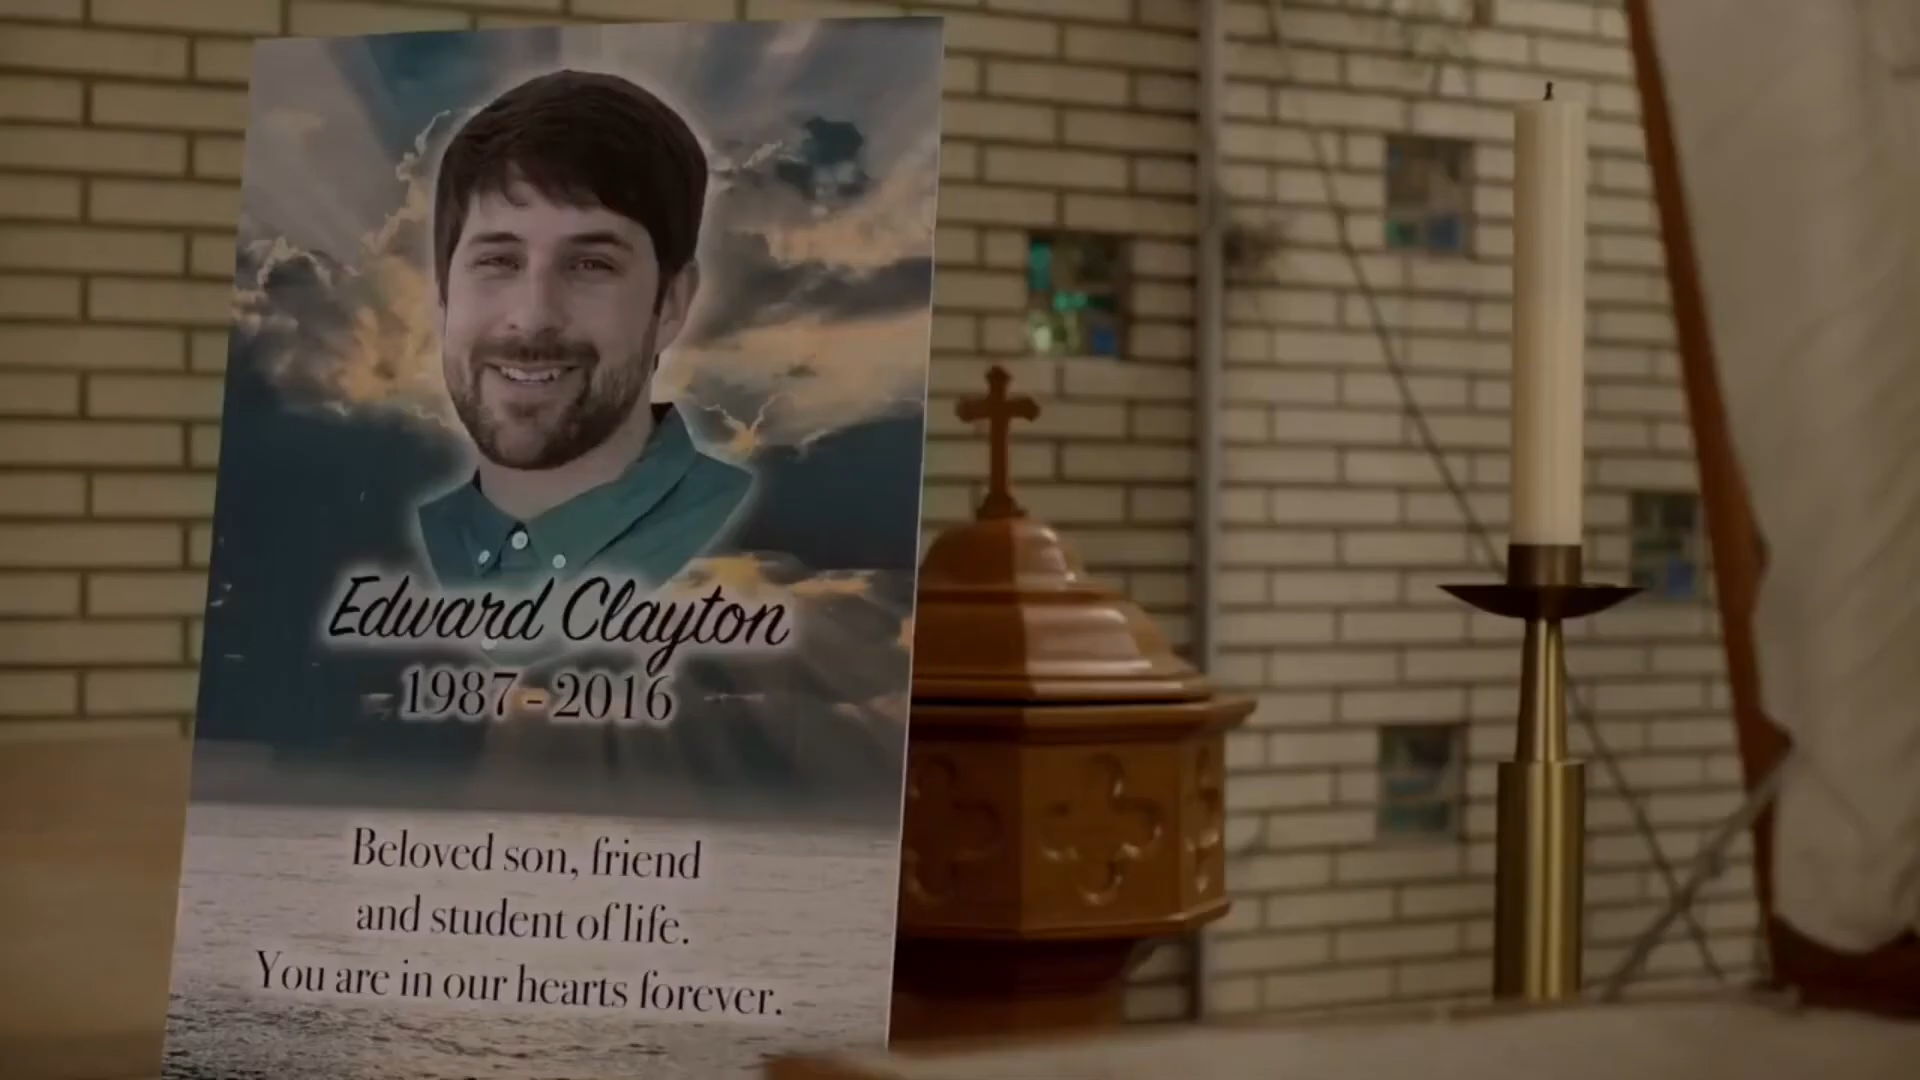 Edward Clayton
1987-2016
Beloved son, friend
and student of life.
You are in our hearts forever.